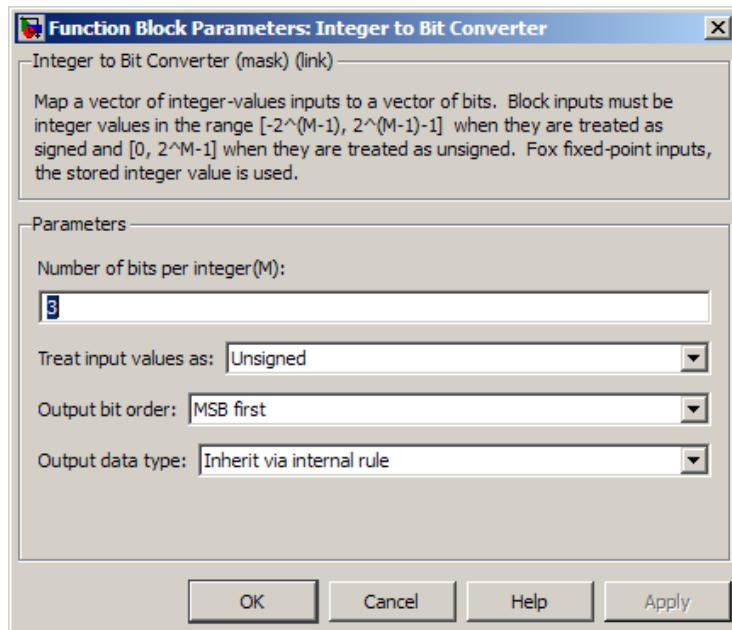 Function Block Parameters: Integer to Bit Converter
Integer to Bit Converter (mask) (link)
Map a vector of integer-values inputs to a vector of bits. Block inputs must be
integer values in the range [-2^(M-1), 2^(M-1)-1] when they are treated as
signed and [0, 2^M-1] when they are treated as unsigned. Fox fixed-point inputs,
the stored integer value is used.
Parameters
Number of bits per integer(M):
3
Treat input values as: Unsigned
Output bit order: MSB first
Output data type: Inherit via internal rule
OK Cancel Help Apply